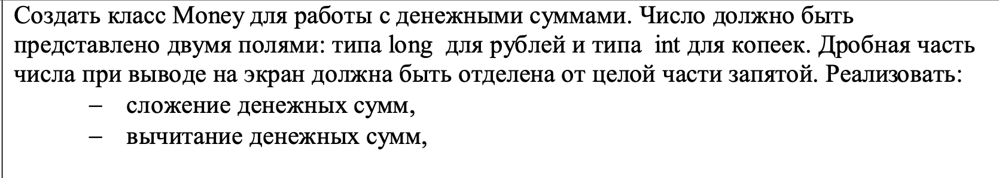 Создать класс Money для работы с денежными суммами. Число должно быть
представлено двумя полями: типа long для рублей и типа int для копеек. Дробная часть
числа при выводе на экран должна быть отделена от целой части запятой. Реализовать:
– сложение денежных сумм,
– вычитание денежных сумм,